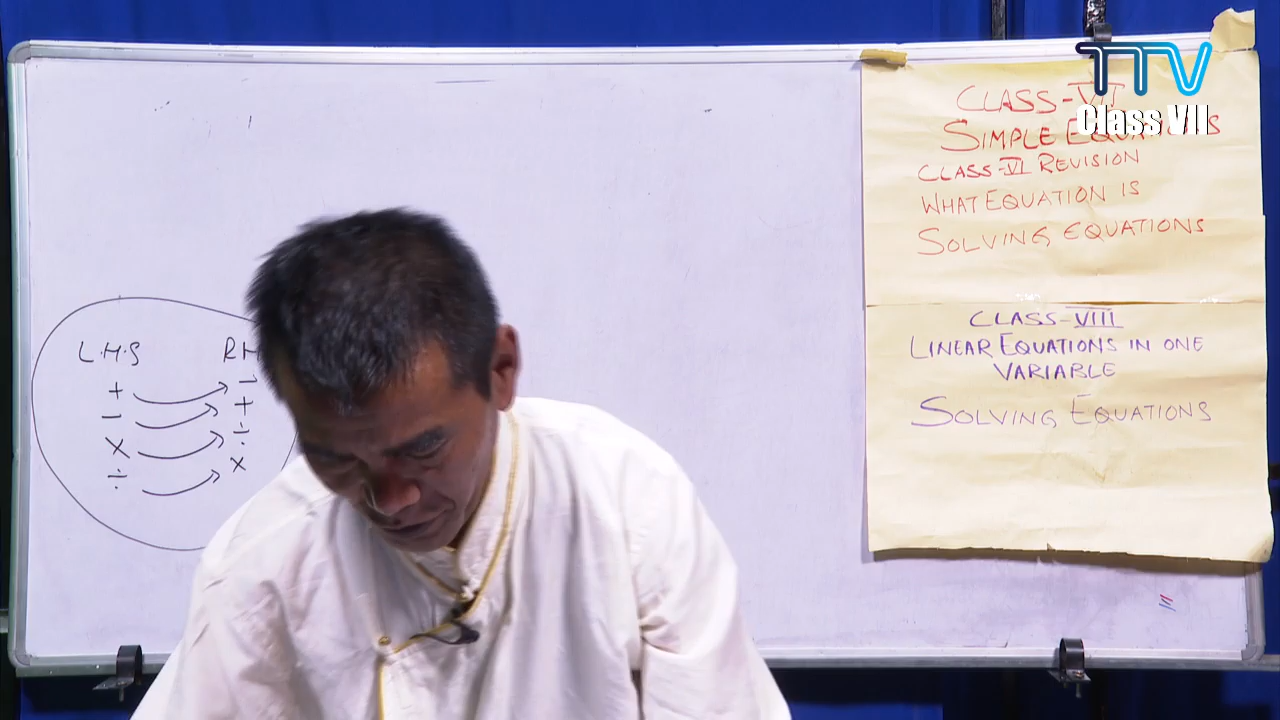 TTV
Class VII
CLASS-VII
SIMPLE EQUATIONS
CLASS-VI REVISION
WHAT EQUATION IS
SOLVING EQUATIONS
CLASS-VIII
LINEAR EQUATIONS IN ONE
VARIABLE
SOLVING EQUATIONS
L.H.S RH
+ −
− +
× ÷
÷ ×